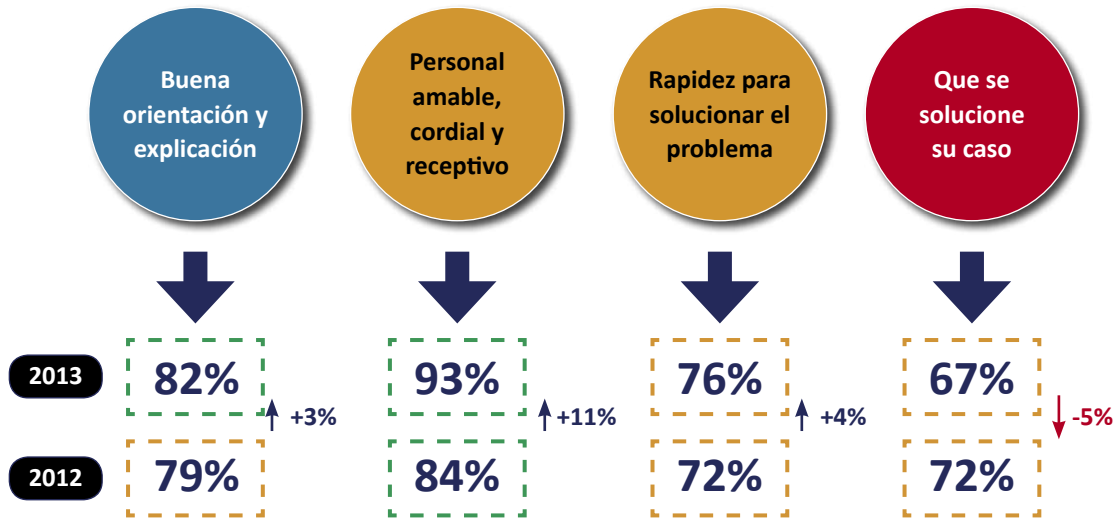 Buena
orientación y
explicación
Personal
amable,
cordial y
receptivo
Rapidez para
solucionar el
problema
Que se
solucione
su caso
2013
82%
93%
76%
67%
+3%
+11%
+4%
-5%
2012
79%
84%
72%
72%